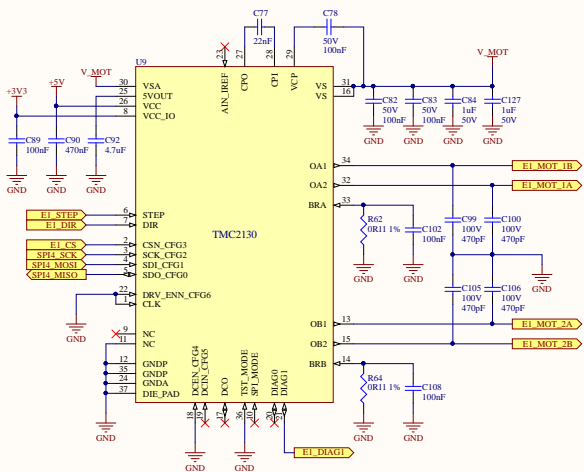 C77
22nF
C78
50V
100nF
U9
23
27
28
29
AIN_IREF
CPO
CPI
VCP
V_MOT
+5V
+3V3
30
25
26
8
VSA
5VOUT
VCC
VCC_IO
VS
VS
31
16
V_MOT
C89
100nF
C90
470nF
C92
4.7uF
GND
GND
GND
C82
50V
100nF
C83
50V
100nF
C84
1uF
50V
C127
1uF
50V
GND
GND
GND
GND
OA1
34
E1_MOT_1B
OA2
32
E1_MOT_1A
BRA
33
R62
0R11 1%
C102
100nF
GND
GND
C99
100V
470pF
C100
100V
470pF
GND
C105
100V
470pF
C106
100V
470pF
E1_STEP
6
STEP
E1_DIR
7
DIR
E1_CS
2
CSN_CFG3
SPI4_SCK
3
SCK_CFG2
SPI4_MOSI
4
SDI_CFG1
SPI4_MISO
5
SDO_CFG0
TMC2130
22
DRV_ENN_CFG6
1
CLK
GND
9
NC
11
NC
12
GNDP
35
GNDP
24
GNDA
37
DIE_PAD
GND
OB1
13
E1_MOT_2A
OB2
15
E1_MOT_2B
BRB
14
R64
0R11 1%
C108
100nF
GND
GND
DCEN_CFG4
DCIN_CFG5
DCO
TST_MODE
SPI_MODE
DIAG0
DIAG1
18
19
17
36
10
20
21
GND
GND
E1_DIAG1